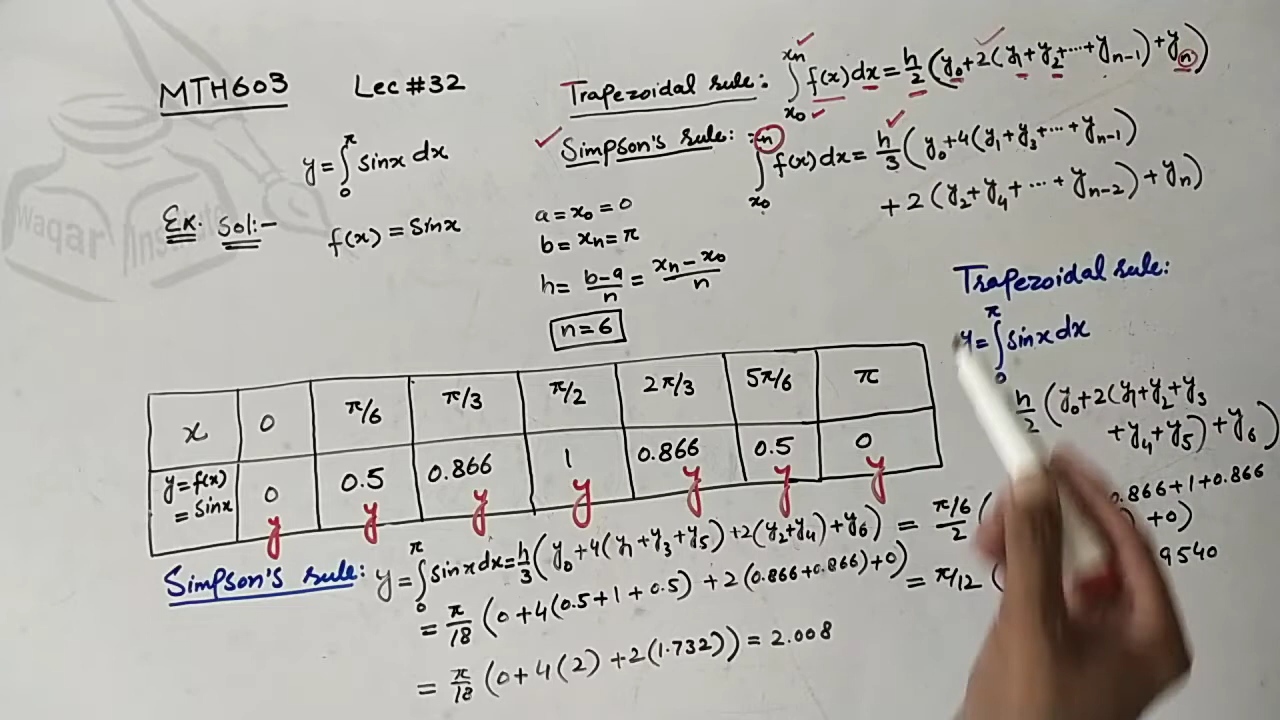 MTH603 Lec #32
Trapezoidal rule: ∫_{x₀}^{xₙ} f(x) dx = h/2 (y₀+2(y₁+y₂+···+yₙ₋₁)+yₙ)
Simpson's rule: ∫_{x₀}^{n} f(x) dx = h/3 (y₀+4(y₁+y₃+···+yₙ₋₁)
+ 2(y₂+y₄+···+yₙ₋₂)+yₙ)
y = ∫_{0}^{π} sinx dx
Ex. Sol:- f(x) = sinx
a = x₀ = 0
b = xₙ = π
h = (b-a)/n = (xₙ - x₀)/n
n = 6
x 0 π/6 π/3 π/2 2π/3 5π/6 π
y=f(x) = sinx 0 0.5 0.866 1 0.866 0.5 0
y y y y y y y
Simpson's rule: y = ∫_{0}^{π} sinx dx = h/3 (y₀+4(y₁+y₃+y₅)+2(y₂+y₄)+y₆)
= π/18 (0+4(0.5+1+0.5)+2(0.866+0.866)+0)
= π/18 (0+4(2)+2(1.732)) = 2.008
Trapezoidal rule:
y = ∫_{0}^{π} sinx dx
h/2 (y₀+2(y₁+y₂+y₃
+y₄+y₅)+y₆)
= (π/6)/2 ( 0.866+1+0.866
) +0)
= π/12 ( 9540
Waqar